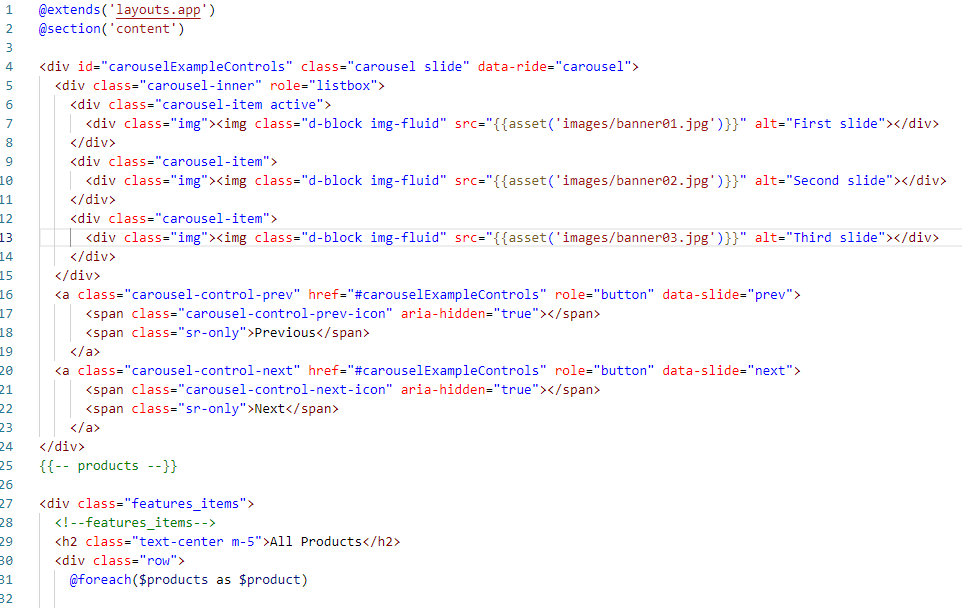 1 @extends('layouts.app')
2 @section('content')
3
4 <div id="carouselExampleControls" class="carousel slide" data-ride="carousel">
5 <div class="carousel-inner" role="listbox">
6 <div class="carousel-item active">
7 <div class="img"><img class="d-block img-fluid" src="{{asset('images/banner01.jpg')}}" alt="First slide"></div>
8 </div>
9 <div class="carousel-item">
10 <div class="img"><img class="d-block img-fluid" src="{{asset('images/banner02.jpg')}}" alt="Second slide"></div>
11 </div>
12 <div class="carousel-item">
13 <div class="img"><img class="d-block img-fluid" src="{{asset('images/banner03.jpg')}}" alt="Third slide"></div>
14 </div>
15 </div>
16 <a class="carousel-control-prev" href="#carouselExampleControls" role="button" data-slide="prev">
17 <span class="carousel-control-prev-icon" aria-hidden="true"></span>
18 <span class="sr-only">Previous</span>
19 </a>
20 <a class="carousel-control-next" href="#carouselExampleControls" role="button" data-slide="next">
21 <span class="carousel-control-next-icon" aria-hidden="true"></span>
22 <span class="sr-only">Next</span>
23 </a>
24 </div>
25 {{-- products --}}
26
27 <div class="features_items">
28 <!--features_items-->
29 <h2 class="text-center m-5">All Products</h2>
30 <div class="row">
31 @foreach($products as $product)
32